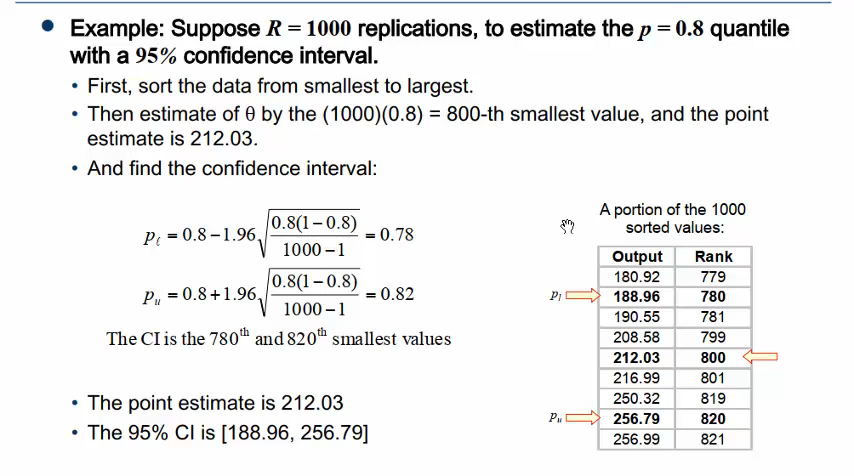 Example: Suppose R = 1000 replications, to estimate the p = 0.8 quantile
with a 95% confidence interval.
• First, sort the data from smallest to largest.
• Then estimate of θ by the (1000)(0.8) = 800-th smallest value, and the point
estimate is 212.03.
• And find the confidence interval:
p_ℓ = 0.8 − 1.96 √(0.8(1 − 0.8) / (1000 − 1)) = 0.78
p_u = 0.8 + 1.96 √(0.8(1 − 0.8) / (1000 − 1)) = 0.82
The CI is the 780th and 820th smallest values
• The point estimate is 212.03
• The 95% CI is [188.96, 256.79]
A portion of the 1000
sorted values:
Output Rank
180.92 779
p_l 188.96 780
190.55 781
208.58 799
212.03 800
216.99 801
250.32 819
p_u 256.79 820
256.99 821